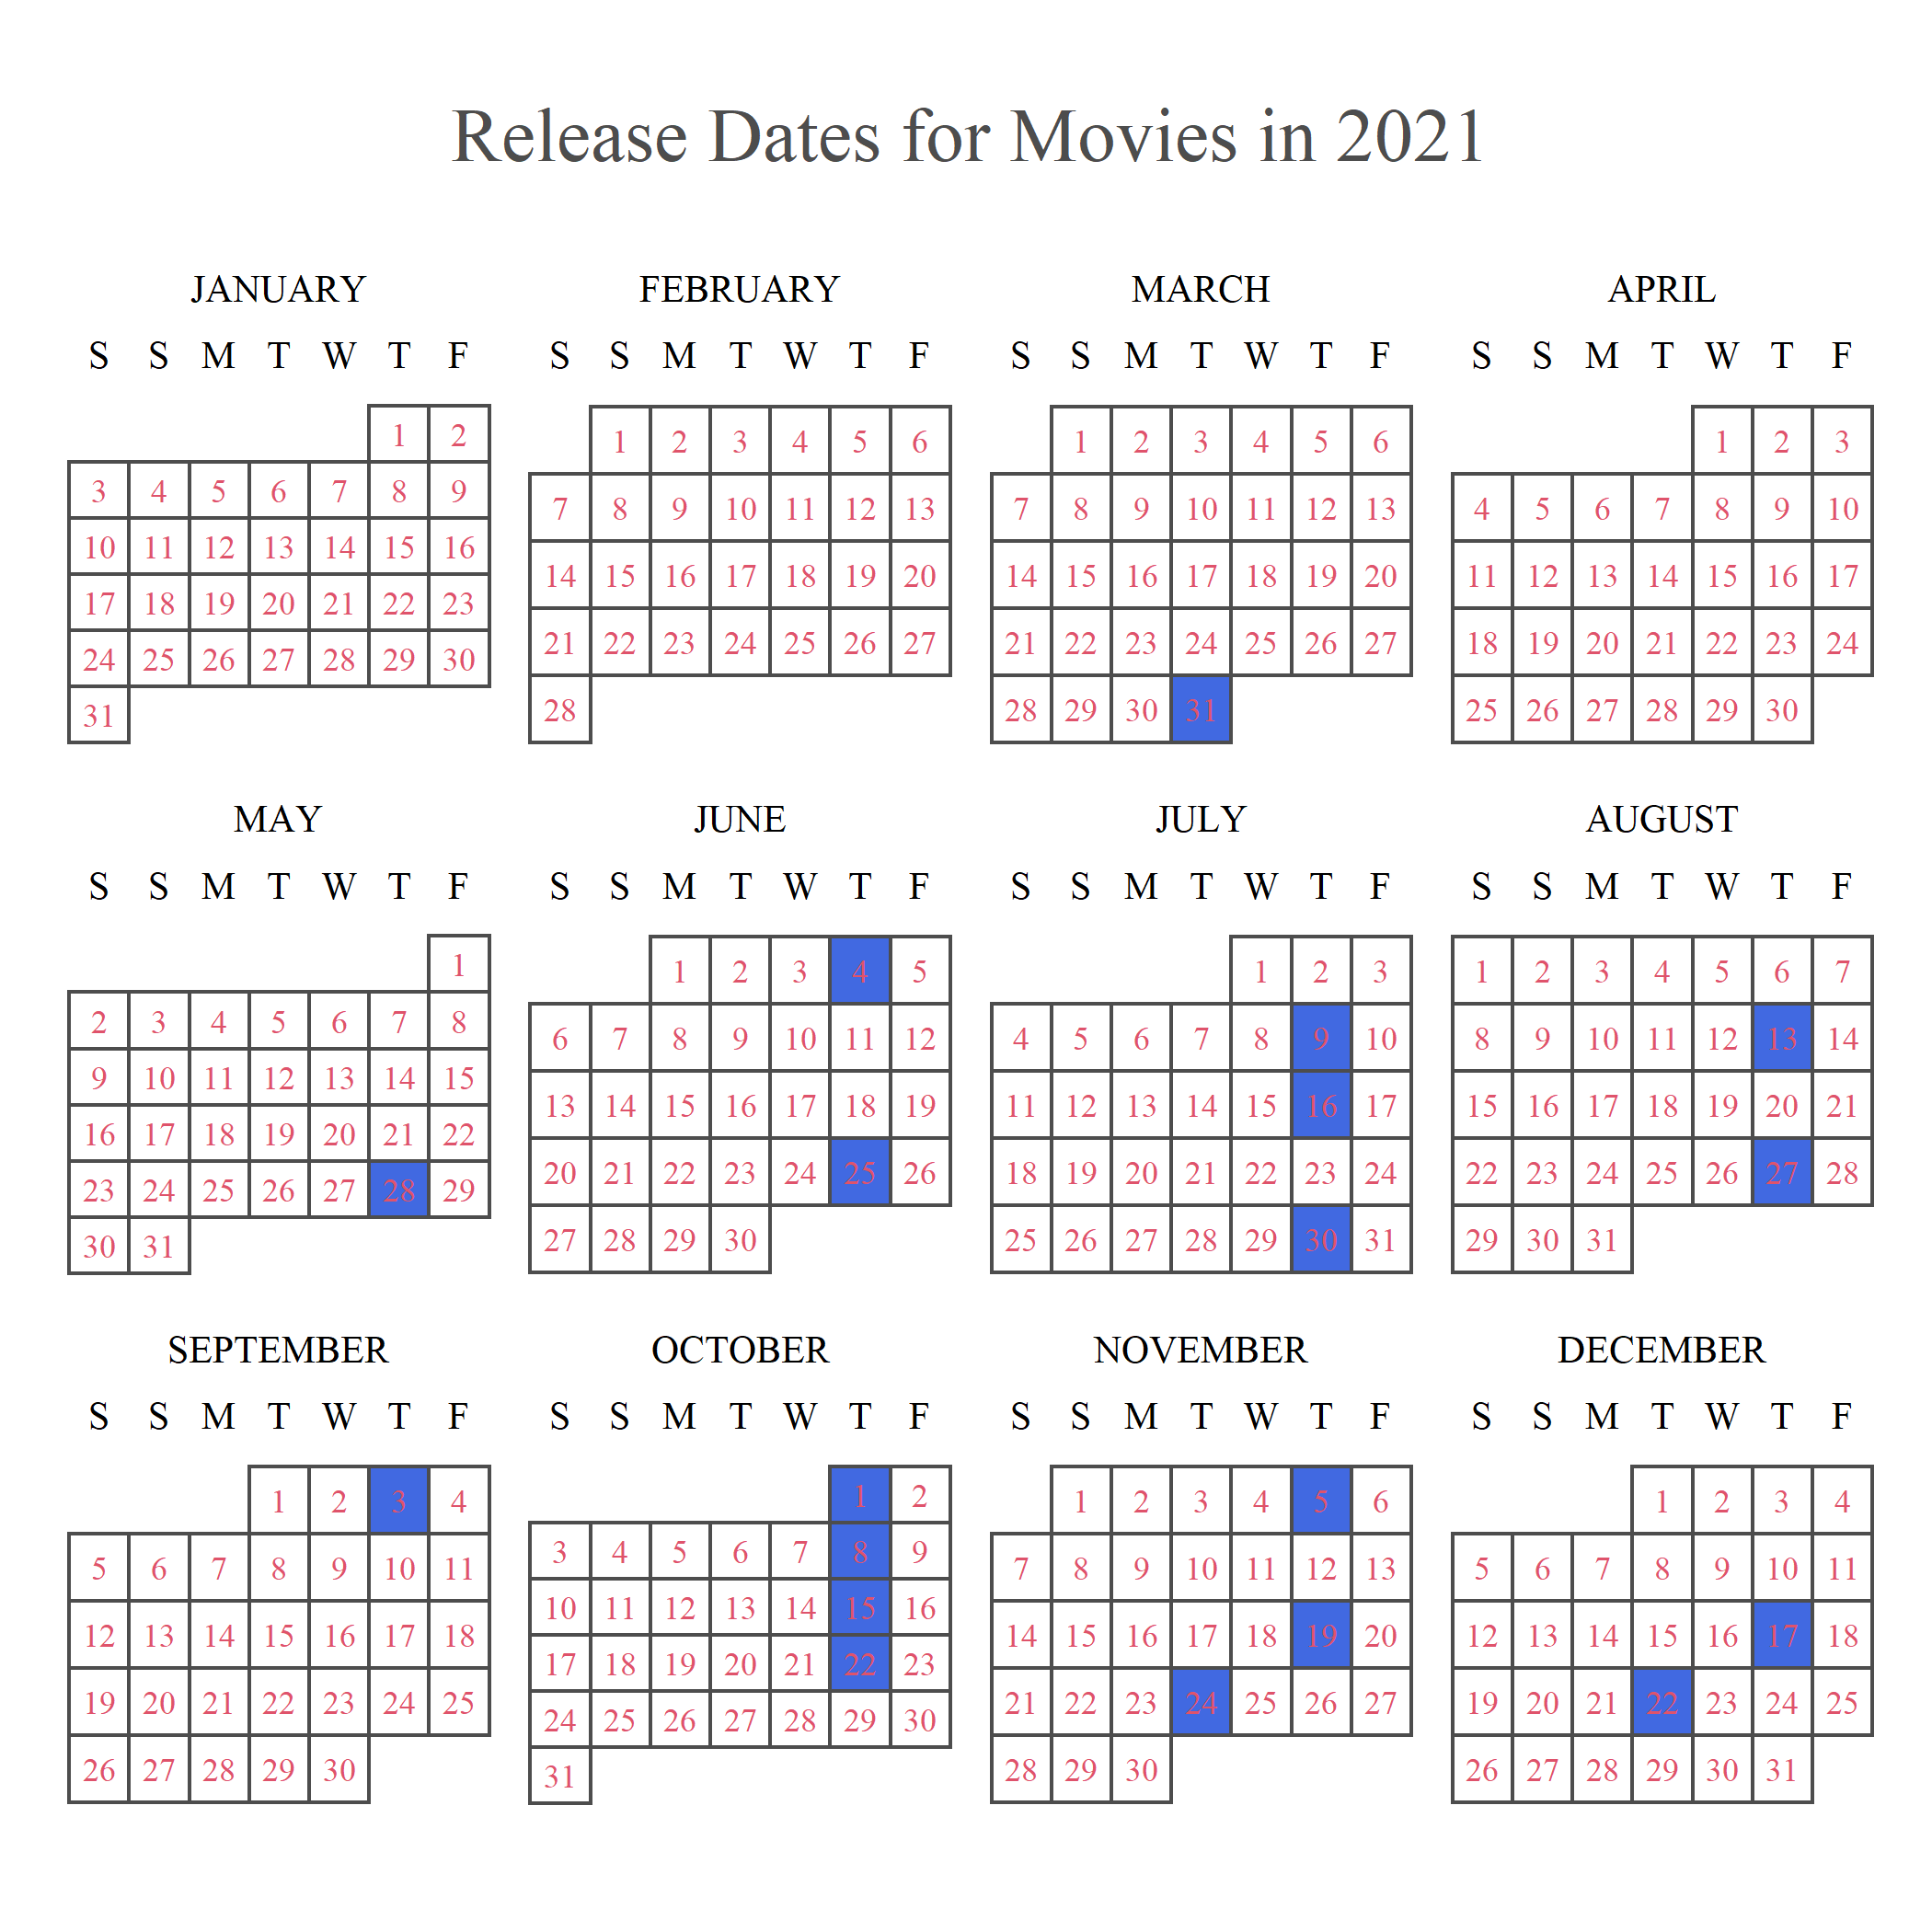 Release Dates for Movies in 2021
JANUARY
S S M T W T F
1 2
3 4 5 6 7 8 9
10 11 12 13 14 15 16
17 18 19 20 21 22 23
24 25 26 27 28 29 30
31
FEBRUARY
S S M T W T F
1 2 3 4 5 6
7 8 9 10 11 12 13
14 15 16 17 18 19 20
21 22 23 24 25 26 27
28
MARCH
S S M T W T F
1 2 3 4 5 6
7 8 9 10 11 12 13
14 15 16 17 18 19 20
21 22 23 24 25 26 27
28 29 30 31
APRIL
S S M T W T F
1 2 3
4 5 6 7 8 9 10
11 12 13 14 15 16 17
18 19 20 21 22 23 24
25 26 27 28 29 30
MAY
S S M T W T F
1
2 3 4 5 6 7 8
9 10 11 12 13 14 15
16 17 18 19 20 21 22
23 24 25 26 27 28 29
30 31
JUNE
S S M T W T F
1 2 3 4 5
6 7 8 9 10 11 12
13 14 15 16 17 18 19
20 21 22 23 24 25 26
27 28 29 30
JULY
S S M T W T F
1 2 3
4 5 6 7 8 9 10
11 12 13 14 15 16 17
18 19 20 21 22 23 24
25 26 27 28 29 30 31
AUGUST
S S M T W T F
1 2 3 4 5 6 7
8 9 10 11 12 13 14
15 16 17 18 19 20 21
22 23 24 25 26 27 28
29 30 31
SEPTEMBER
S S M T W T F
1 2 3 4
5 6 7 8 9 10 11
12 13 14 15 16 17 18
19 20 21 22 23 24 25
26 27 28 29 30
OCTOBER
S S M T W T F
1 2
3 4 5 6 7 8 9
10 11 12 13 14 15 16
17 18 19 20 21 22 23
24 25 26 27 28 29 30
31
NOVEMBER
S S M T W T F
1 2 3 4 5 6
7 8 9 10 11 12 13
14 15 16 17 18 19 20
21 22 23 24 25 26 27
28 29 30
DECEMBER
S S M T W T F
1 2 3 4
5 6 7 8 9 10 11
12 13 14 15 16 17 18
19 20 21 22 23 24 25
26 27 28 29 30 31